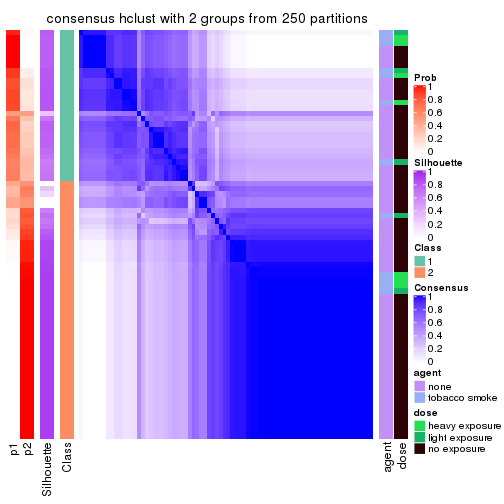 consensus hclust with 2 groups from 250 partitions
Prob
1
0.8
0.6
0.4
0.2
0
Silhouette
1
0.8
0.6
0.4
0.2
0
Class
1
2
Consensus
1
0.8
0.6
0.4
0.2
0
agent
none
tobacco smoke
dose
heavy exposure
light exposure
no exposure
p1
p2
Silhouette
Class
agent
dose